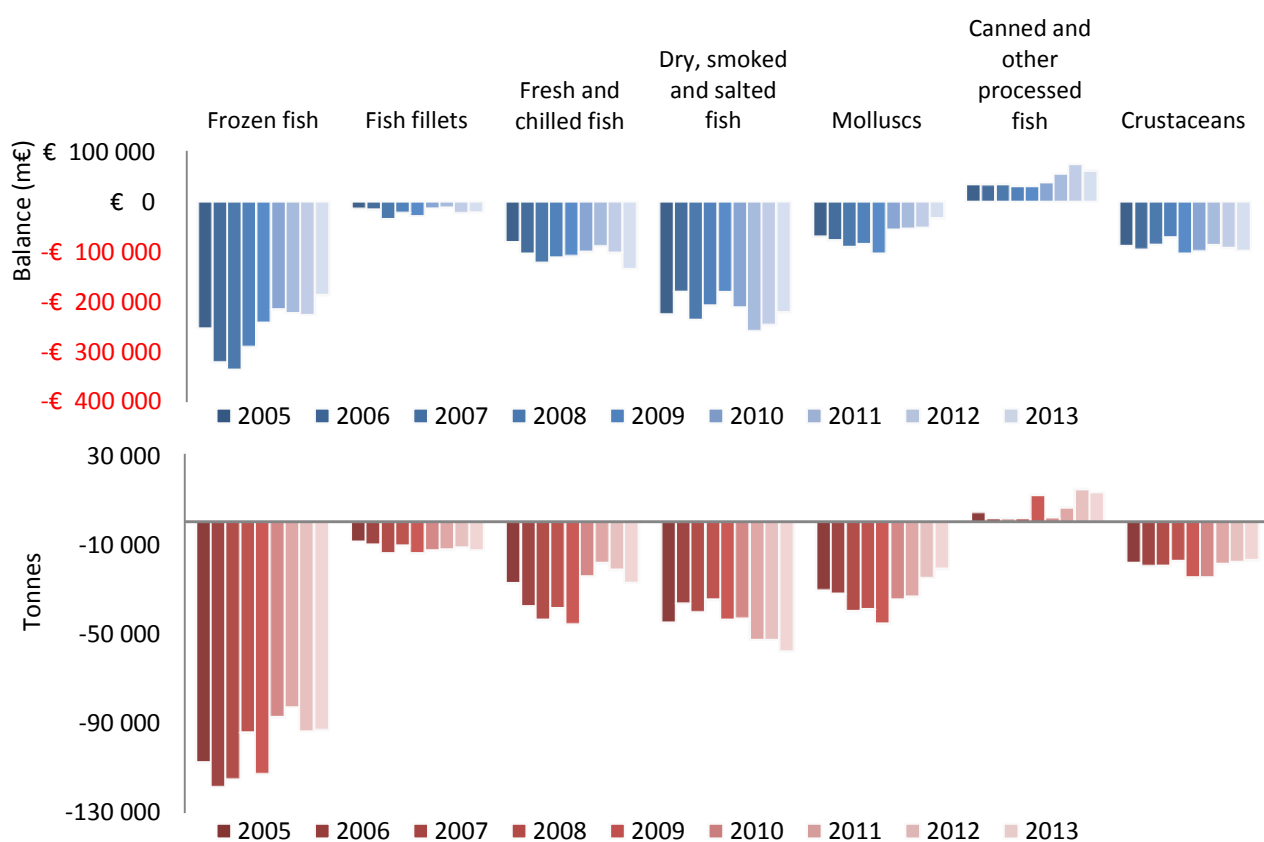 Canned and
other
processed
fish
Dry, smoked
and salted
fish
Fresh and
chilled fish
Frozen fish
Fish fillets
Molluscs
Crustaceans
Balance (m€)
€ 100 000
€ 0
-€ 100 000
-€ 200 000
-€ 300 000
-€ 400 000
2005 2006 2007 2008 2009 2010 2011 2012 2013
Tonnes
30 000
-10 000
-50 000
-90 000
-130 000
2005 2006 2007 2008 2009 2010 2011 2012 2013